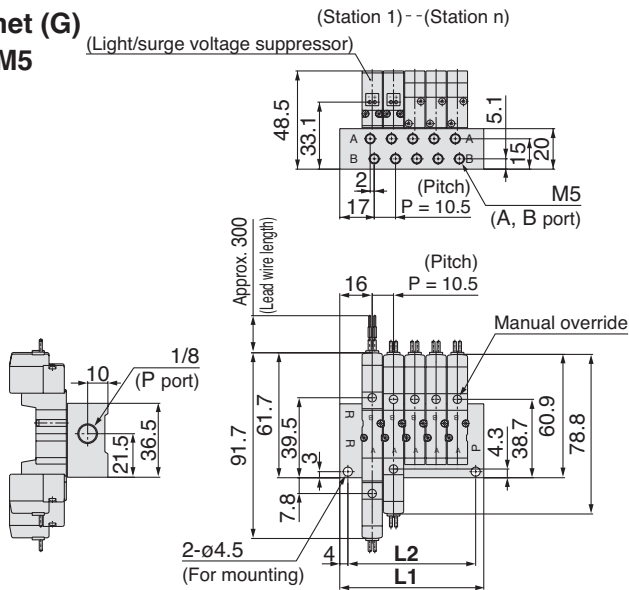 net (G)
M5
(Station 1) - - (Station n)
(Light/surge voltage suppressor)
48.5
33.1
A
A
B
B
5.1
15
20
2
17
(Pitch)
P = 10.5
M5
(A, B port)
Approx. 300
(Lead wire length)
16
(Pitch)
P = 10.5
Manual override
10
1/8
(P port)
21.5
36.5
91.7
61.7
39.5
3
7.8
R
R
B
B
B
B
B
A
A
A
A
A
P
4.3
38.7
60.9
78.8
2-ø4.5
(For mounting)
4
L2
L1